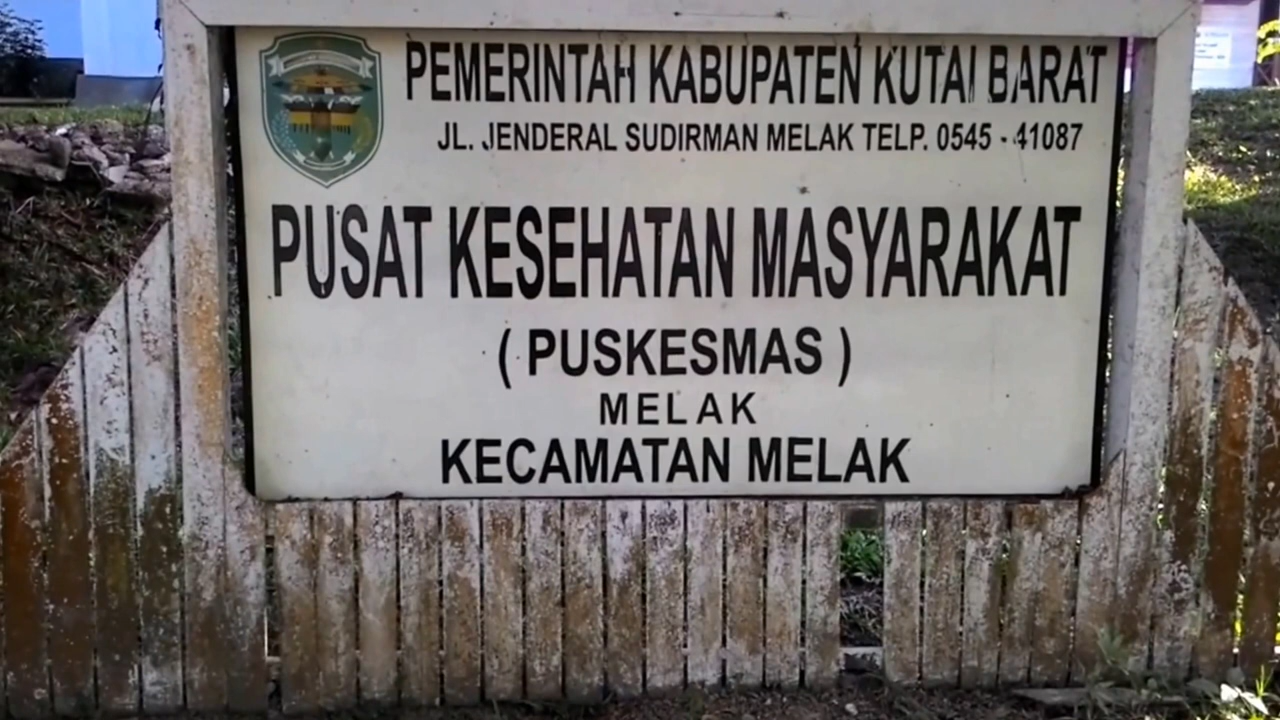 PEMERINTAH KABUPATEN KUTAI BARAT
JL. JENDERAL SUDIRMAN MELAK TELP. 0545 - 41087
PUSAT KESEHATAN MASYARAKAT
( PUSKESMAS )
MELAK
KECAMATAN MELAK